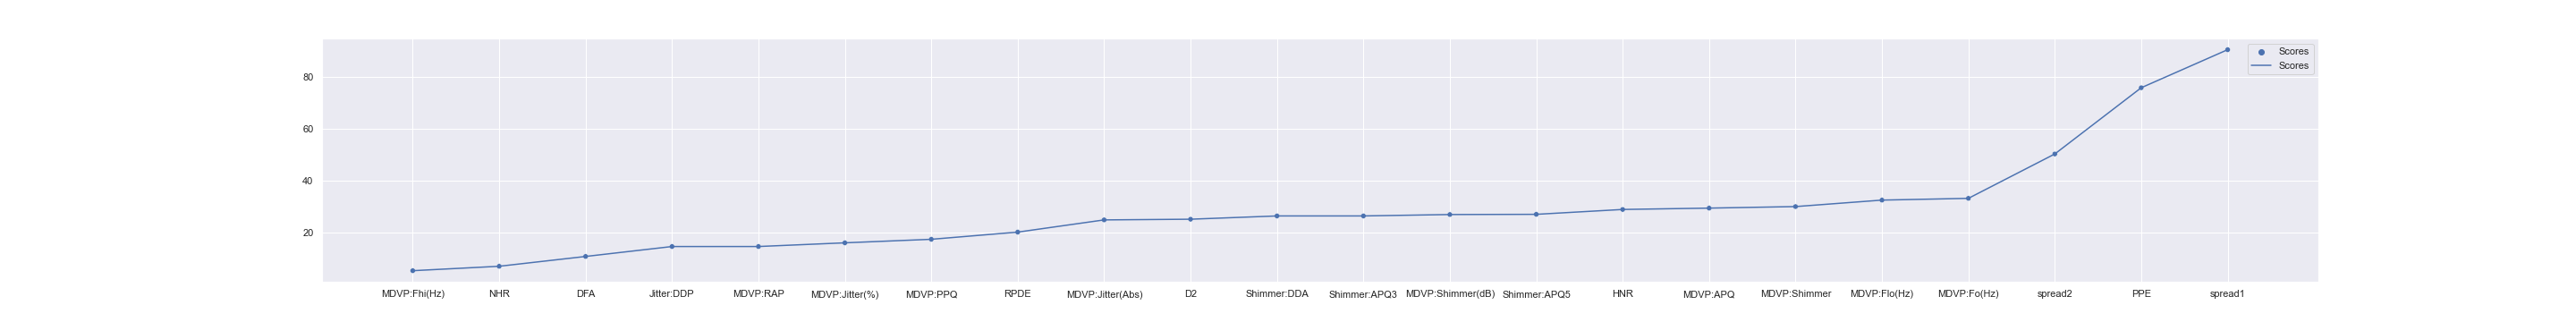 Scores
Scores
80
60
40
20
MDVP:Fhi(Hz) NHR DFA Jitter:DDP MDVP:RAP MDVP:Jitter(%) MDVP:PPQ RPDE MDVP:Jitter(Abs) D2 Shimmer:DDA Shimmer:APQ3 MDVP:Shimmer(dB) Shimmer:APQ5 HNR MDVP:APQ MDVP:Shimmer MDVP:Flo(Hz) MDVP:Fo(Hz) spread2 PPE spread1